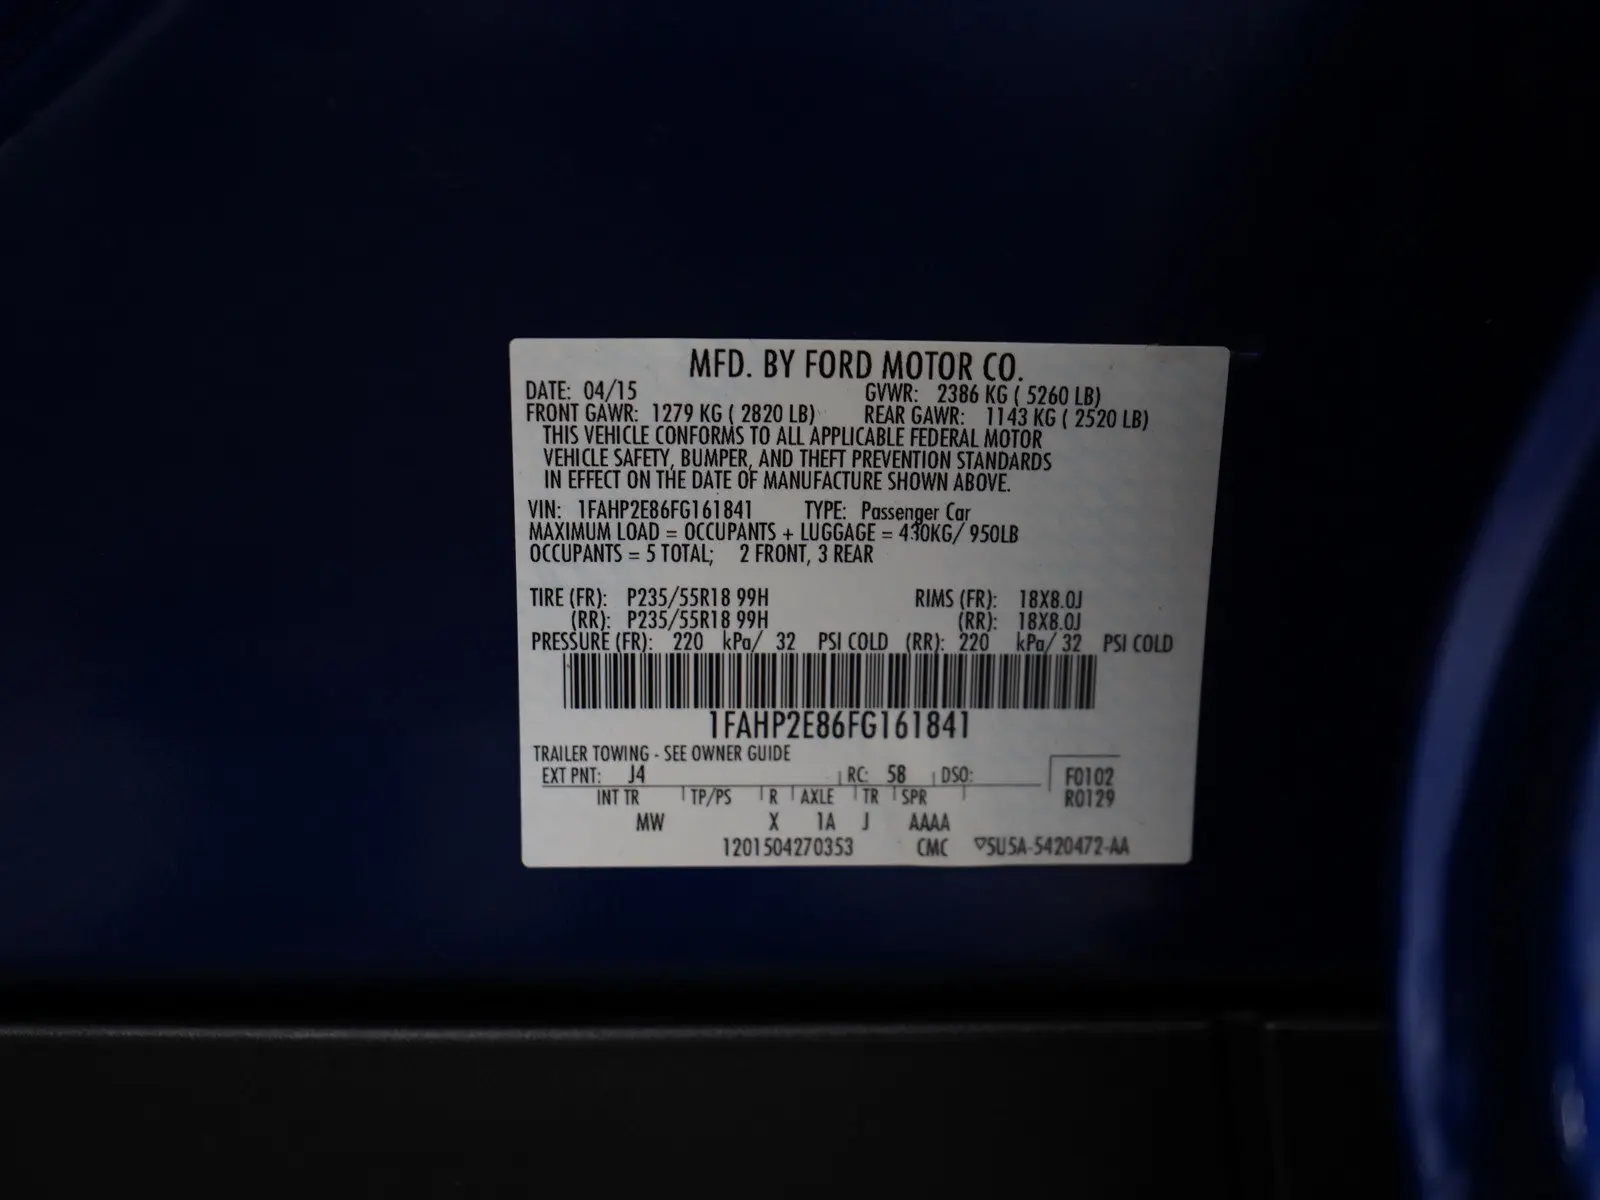 MFD. BY FORD MOTOR CO.
DATE: 04/15 GVWR: 2386 KG ( 5260 LB)
FRONT GAWR: 1279 KG ( 2820 LB) REAR GAWR: 1143 KG ( 2520 LB)
THIS VEHICLE CONFORMS TO ALL APPLICABLE FEDERAL MOTOR
VEHICLE SAFETY, BUMPER, AND THEFT PREVENTION STANDARDS
IN EFFECT ON THE DATE OF MANUFACTURE SHOWN ABOVE.
VIN: 1FAHP2E86FG161841 TYPE: Passenger Car
MAXIMUM LOAD = OCCUPANTS + LUGGAGE = 430KG/ 950LB
OCCUPANTS = 5 TOTAL; 2 FRONT, 3 REAR
TIRE (FR): P235/55R18 99H RIMS (FR): 18X8.0J
(RR): P235/55R18 99H (RR): 18X8.0J
PRESSURE (FR): 220 kPa/ 32 PSI COLD (RR): 220 kPa/ 32 PSI COLD
1FAHP2E86FG161841
TRAILER TOWING - SEE OWNER GUIDE
EXT PNT: J4 RC: 58 DSO: F0102
INT TR TP/PS R AXLE TR SPR R0129
MW X 1A J AAAA
1201504270353 CMC ▽5U5A-5420472-AA